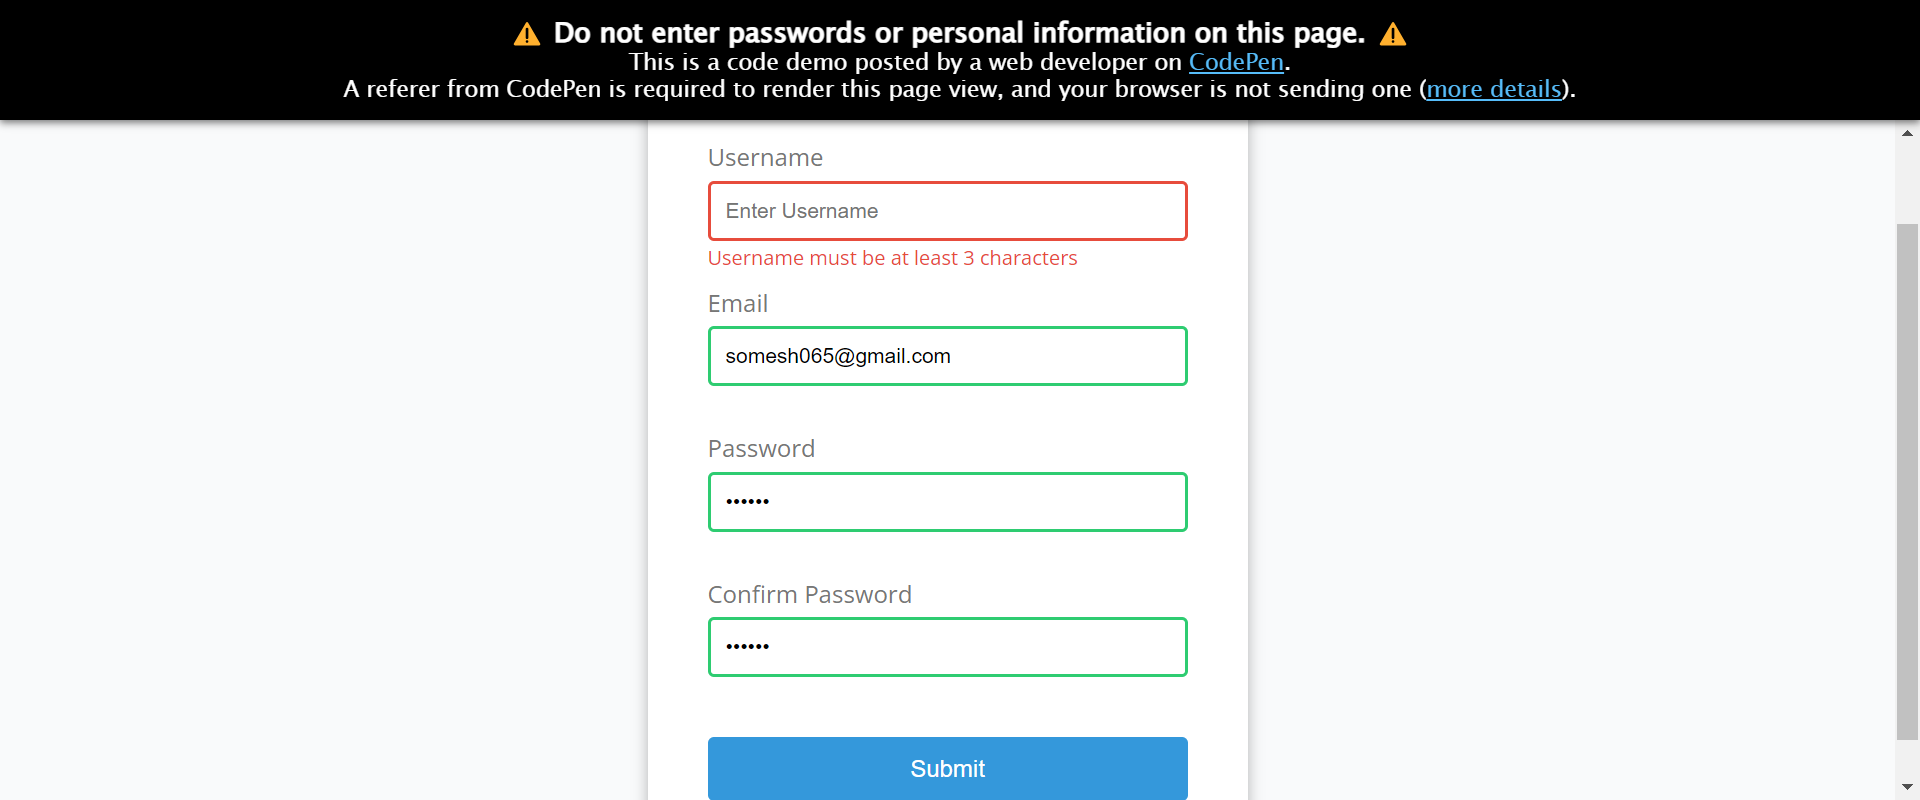 ⚠ Do not enter passwords or personal information on this page. ⚠
This is a code demo posted by a web developer on CodePen.
A referer from CodePen is required to render this page view, and your browser is not sending one (more details).
Username
Enter Username
Username must be at least 3 characters
Email
somesh065@gmail.com
Password
••••••
Confirm Password
••••••
Submit